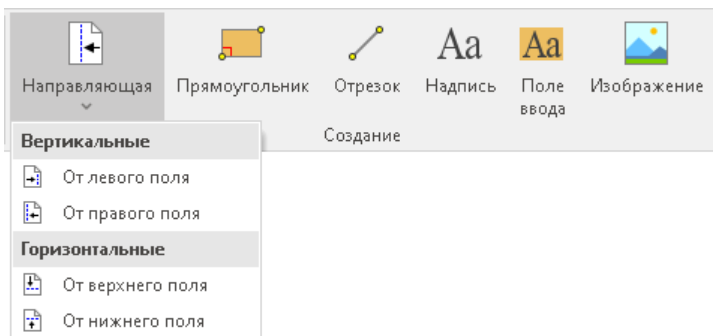 Aa Aa
Направляющая Прямоугольник Отрезок Надпись Поле ввода Изображение
Создание
Вертикальные
От левого поля
От правого поля
Горизонтальные
От верхнего поля
От нижнего поля